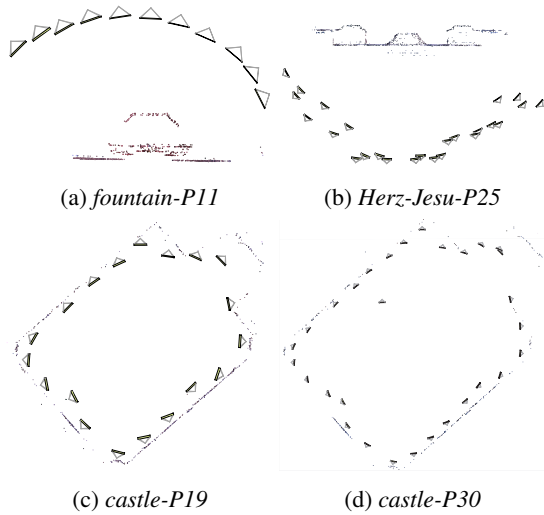 (a) fountain-P11
(b) Herz-Jesu-P25
(c) castle-P19
(d) castle-P30